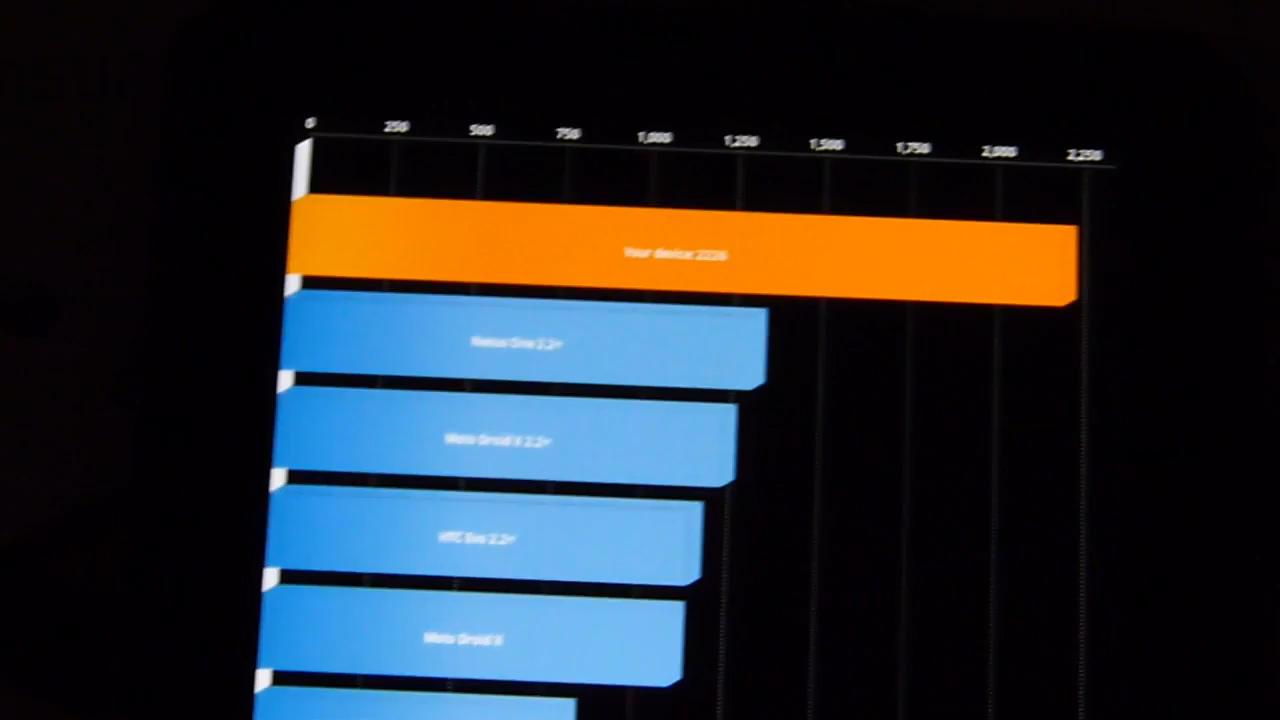 0 250 500 750 1,000 1,250 1,500 1,750 2,000 2,250
Your device: 2226
Nexus One 2.2+
Moto Droid X 2.2+
HTC Evo 2.2+
Moto Droid X